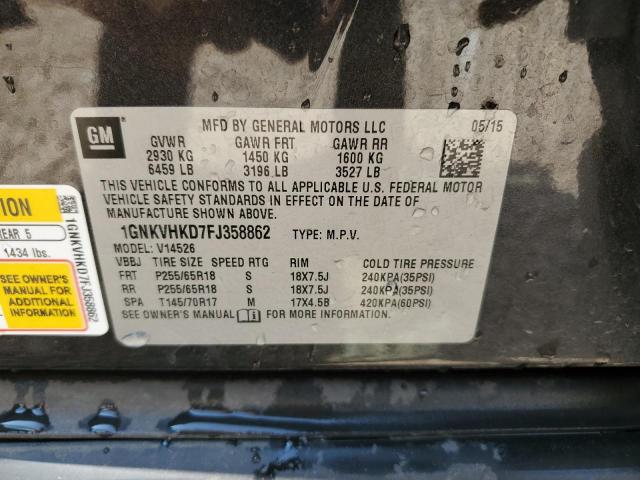 GM
MFD BY GENERAL MOTORS LLC 05/15
GVWR GAWR FRT GAWR RR
2930 KG 1450 KG 1600 KG
6459 LB 3196 LB 3527 LB
THIS VEHICLE CONFORMS TO ALL APPLICABLE U.S. FEDERAL MOTOR
VEHICLE SAFETY STANDARDS IN EFFECT ON THE DATE OF
MANUFACTURE SHOWN ABOVE.
1GNKVHKD7FJ358862 TYPE: M.P.V.
MODEL: V14526
VBBJ TIRE SIZE SPEED RTG RIM COLD TIRE PRESSURE
FRT P255/65R18 S 18X7.5J 240KPA(35PSI)
RR P255/65R18 S 18X7.5J 240KPA(35PSI)
SPA T145/70R17 M 17X4.5B 420KPA(60PSI)
SEE OWNER'S MANUAL FOR MORE INFORMATION.
ION
EAR 5
1,434 lbs.
SEE OWNER'S
MANUAL FOR
ADDITIONAL
INFORMATION
1GNKVHKD7FJ358862